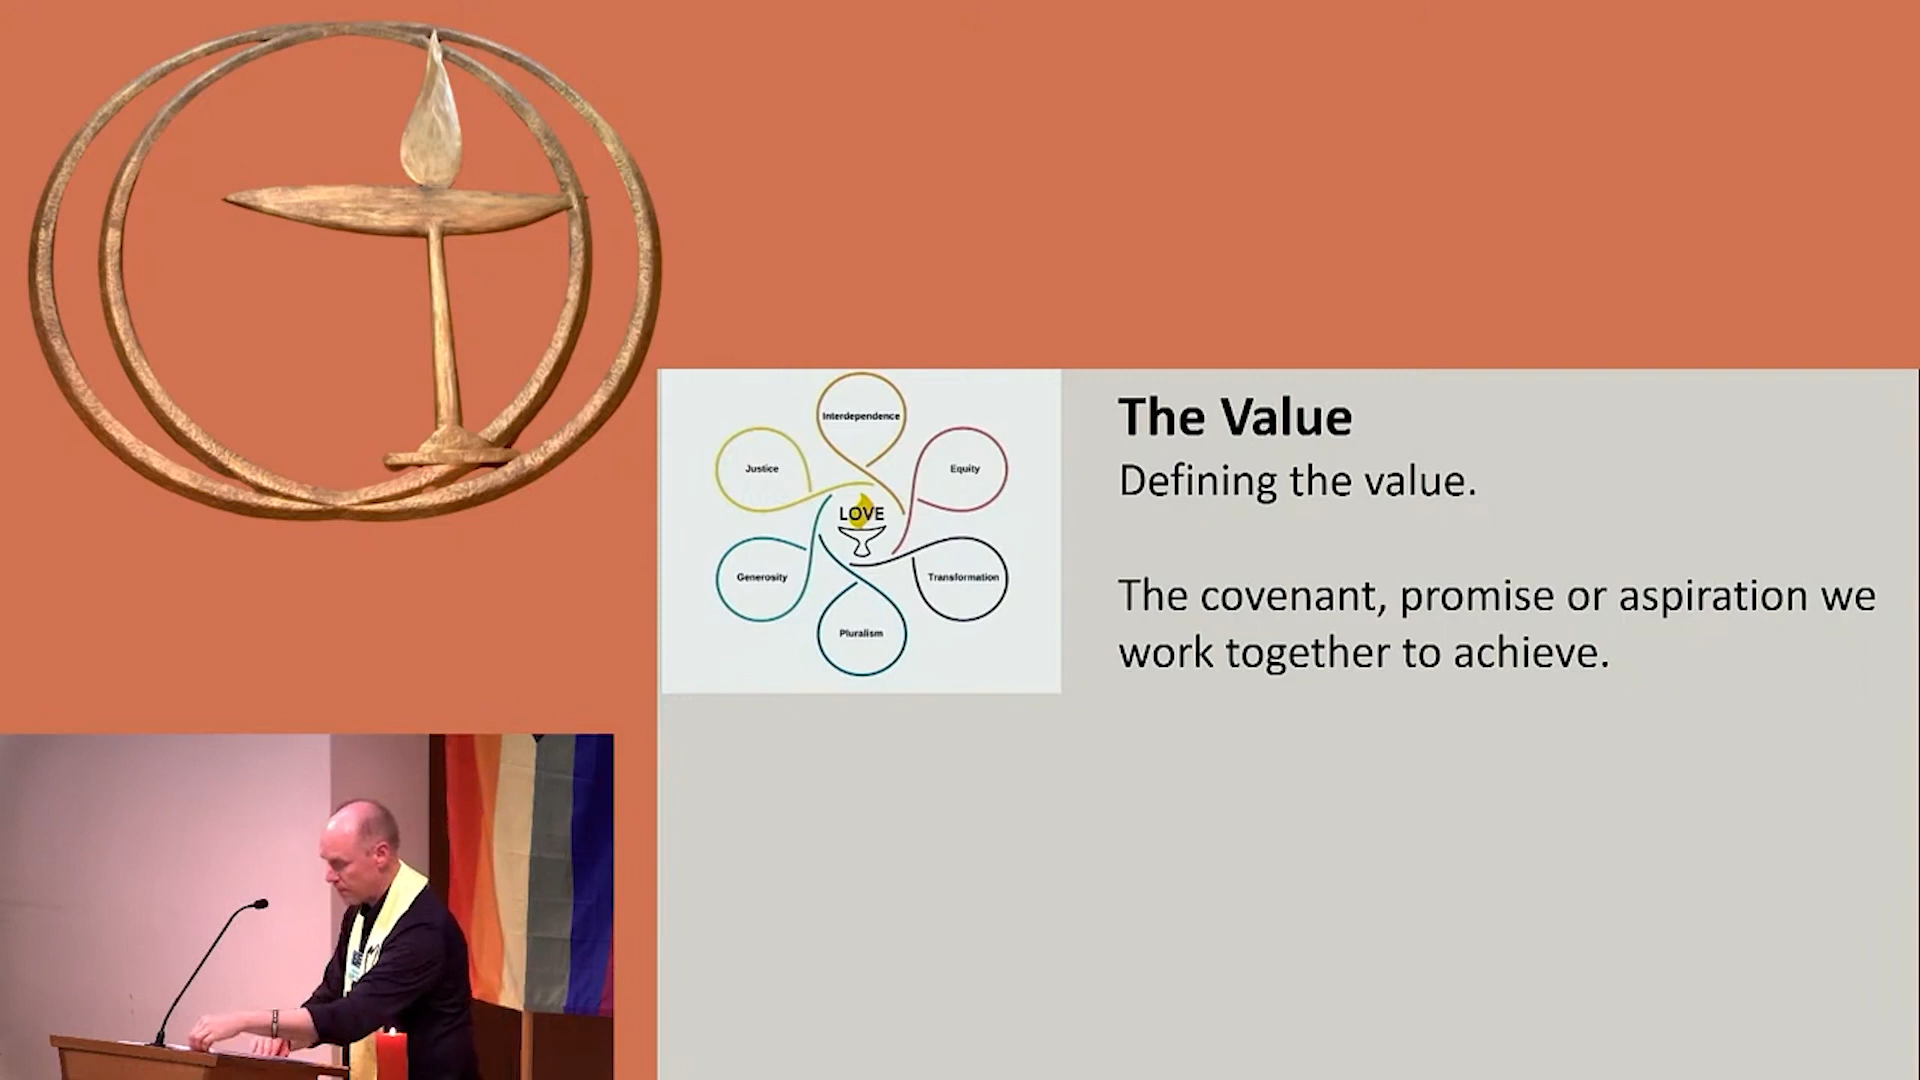 Interdependence
Justice
Equity
LOVE
Generosity
Transformation
Pluralism
The Value
Defining the value.
The covenant, promise or aspiration we
work together to achieve.